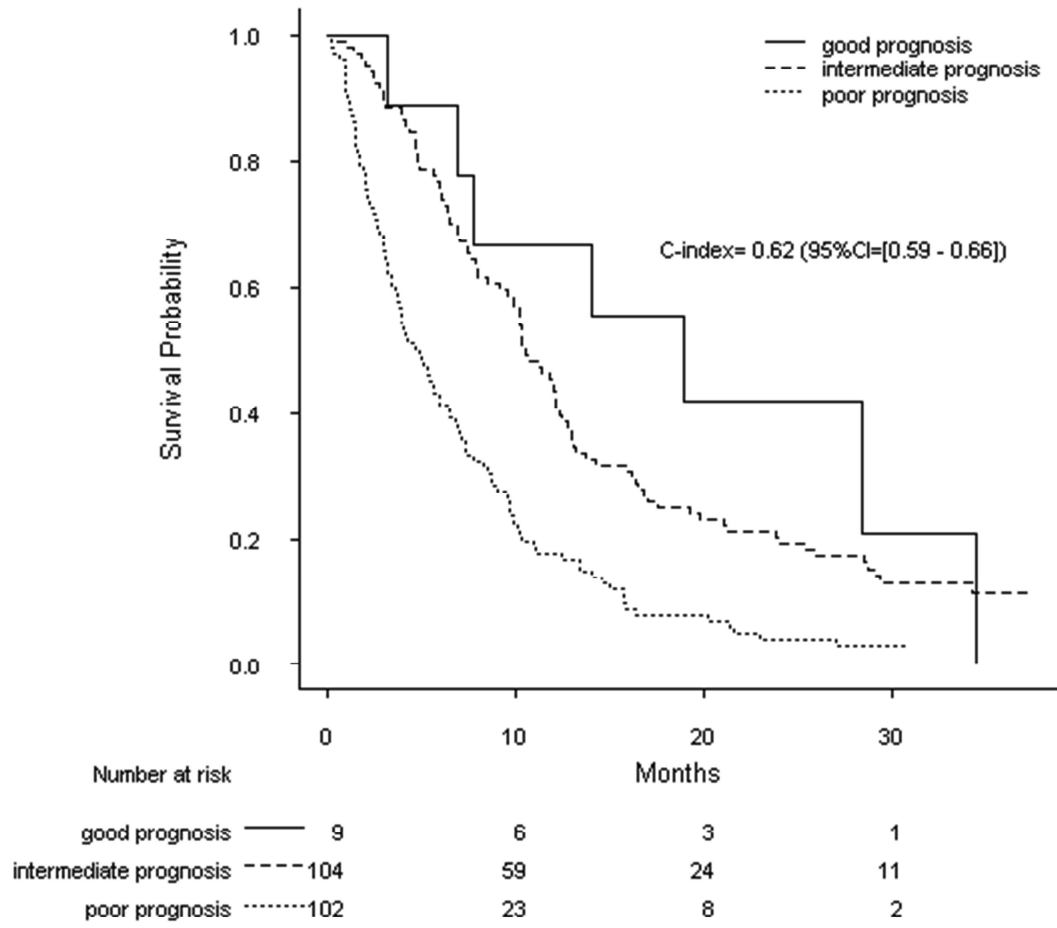 1.0
0.8
0.6
0.4
0.2
0.0
Survival Probability
good prognosis
intermediate prognosis
poor prognosis
C-index= 0.62 (95%CI=[0.59 - 0.66])
0 10 20 30
Months
Number at risk
good prognosis 9 6 3 1
intermediate prognosis 104 59 24 11
poor prognosis 102 23 8 2